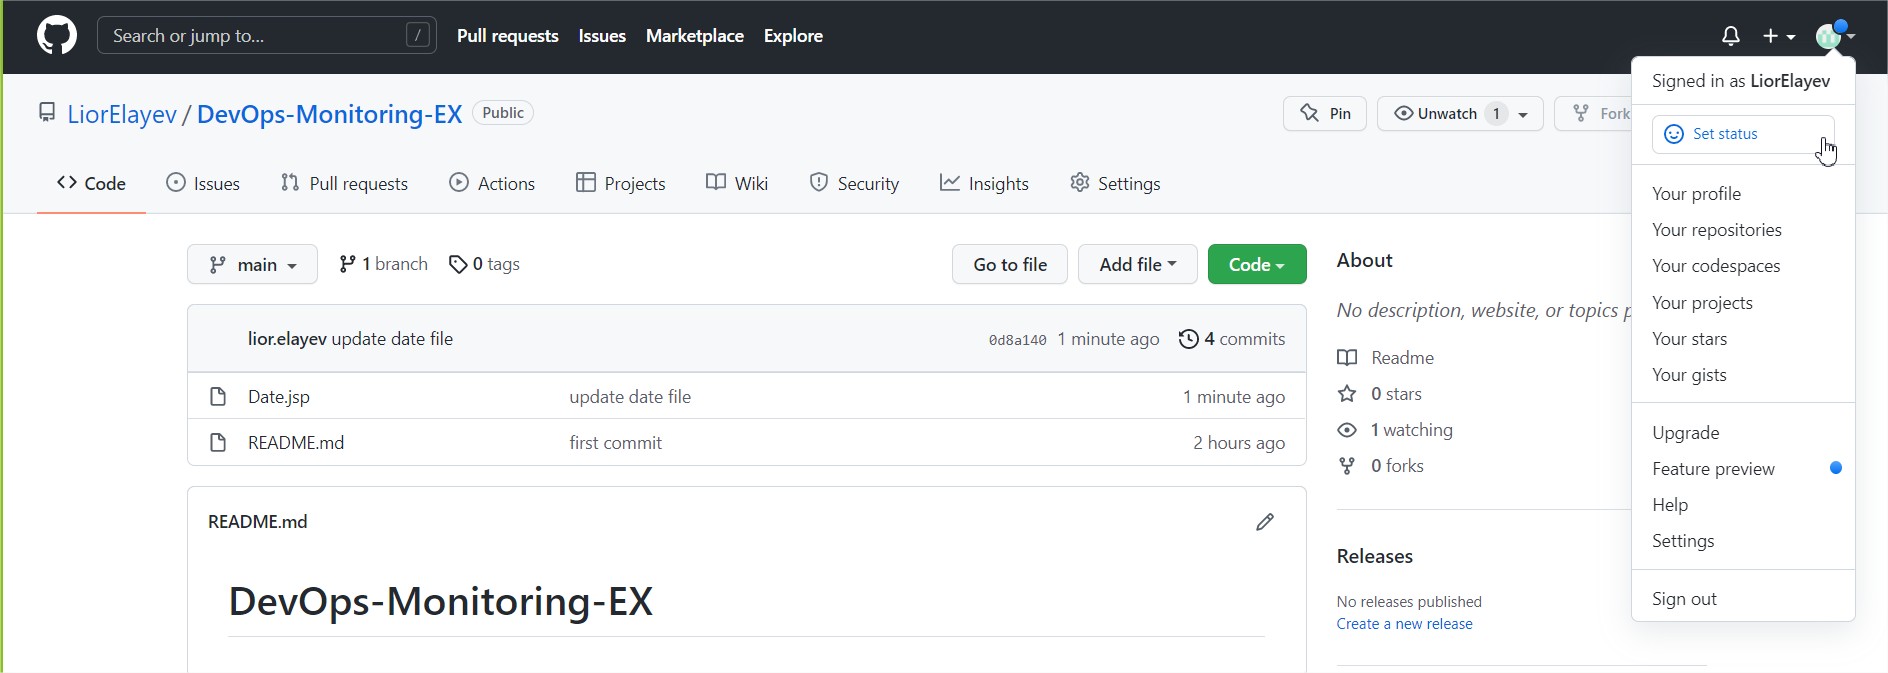 Search or jump to... /
Pull requests Issues Marketplace Explore
Signed in as LiorElayev
Set status
Your profile
Your repositories
Your codespaces
Your projects
Your stars
Your gists
Upgrade
Feature preview
Help
Settings
Sign out
LiorElayev / DevOps-Monitoring-EX Public
Pin Unwatch 1 Fork
Code Issues Pull requests Actions Projects Wiki Security Insights Settings
main 1 branch 0 tags Go to file Add file Code
lior.elayev update date file 0d8a140 1 minute ago 4 commits
Date.jsp update date file 1 minute ago
README.md first commit 2 hours ago
README.md
DevOps-Monitoring-EX
About
No description, website, or topics
Readme
0 stars
1 watching
0 forks
Releases
No releases published
Create a new release